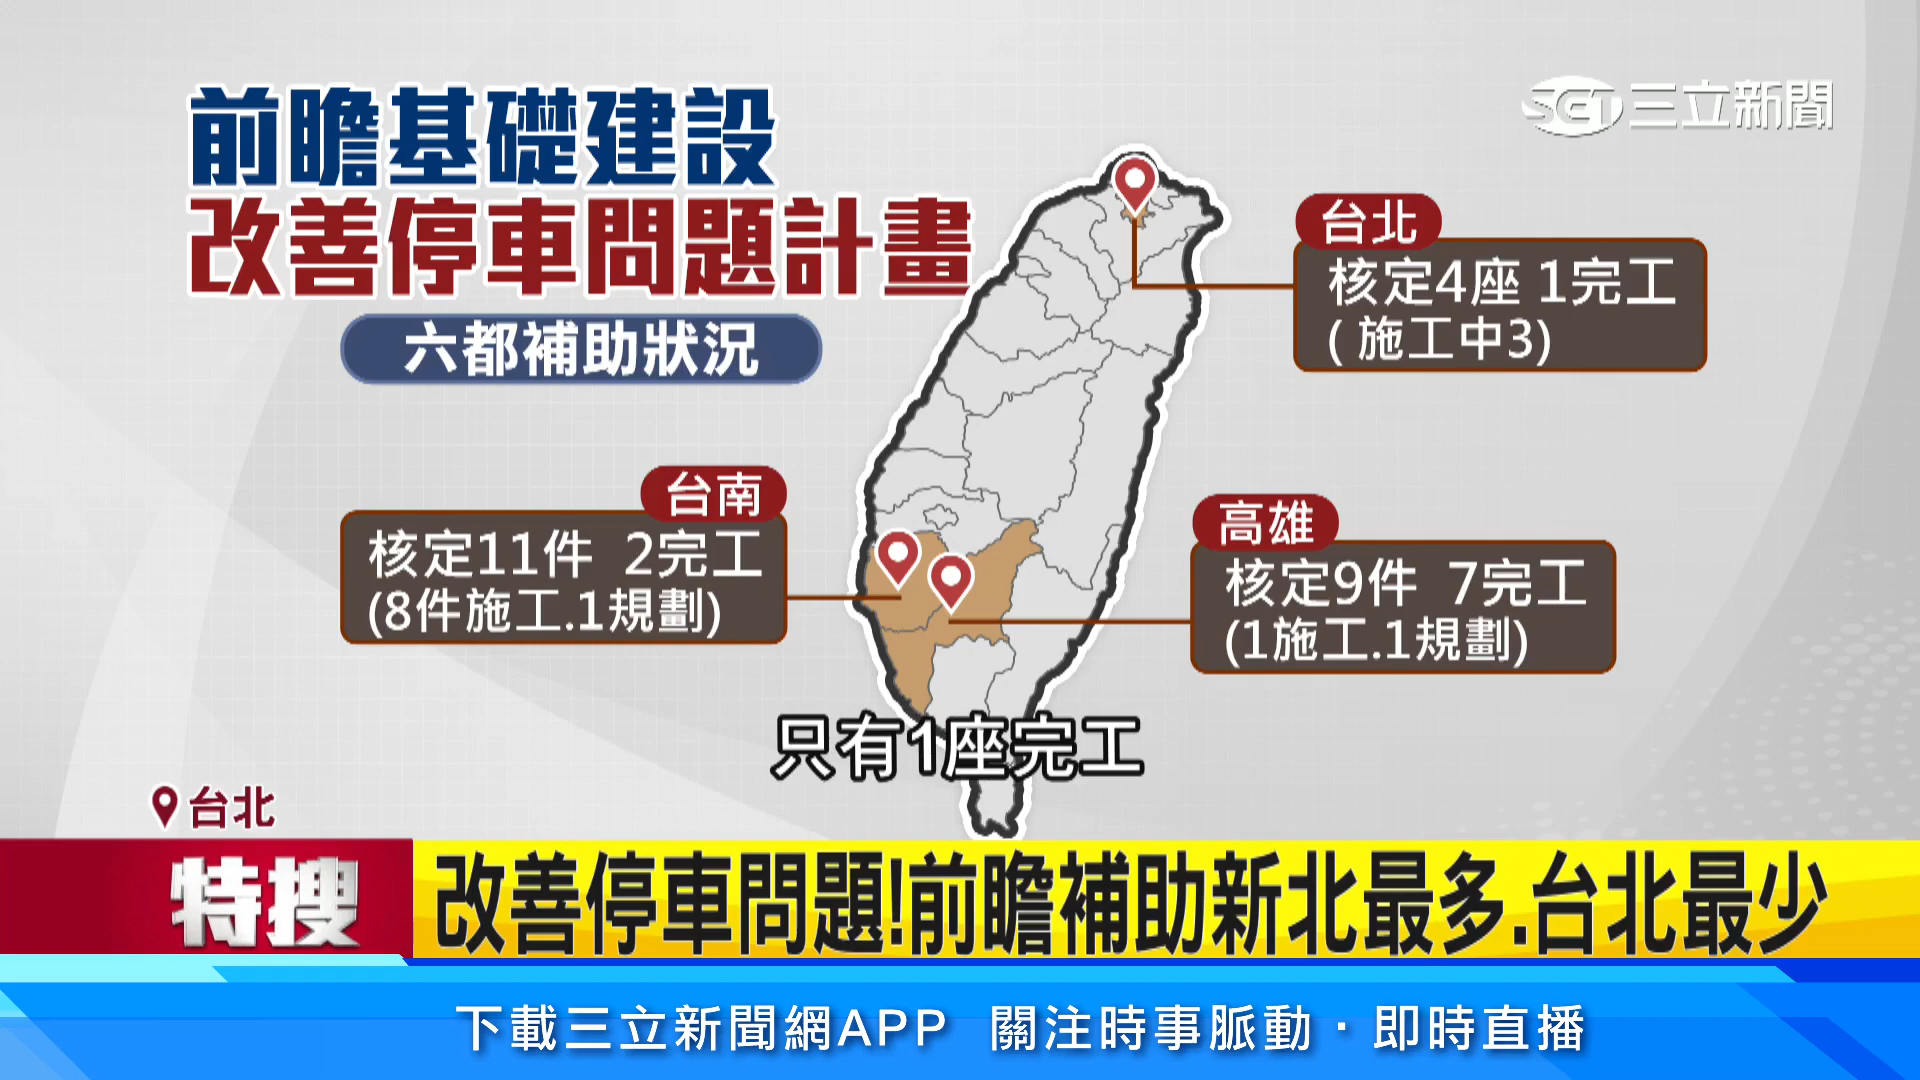 前瞻基礎建設
改善停車問題計畫
六都補助狀況
SET三立新聞
台北
核定4座 1完工
( 施工中3)
台南
核定11件 2完工
(8件施工.1規劃)
高雄
核定9件 7完工
(1施工.1規劃)
只有1座完工
台北
特搜
改善停車問題!前瞻補助新北最多.台北最少
下載三立新聞網APP 關注時事脈動・即時直播